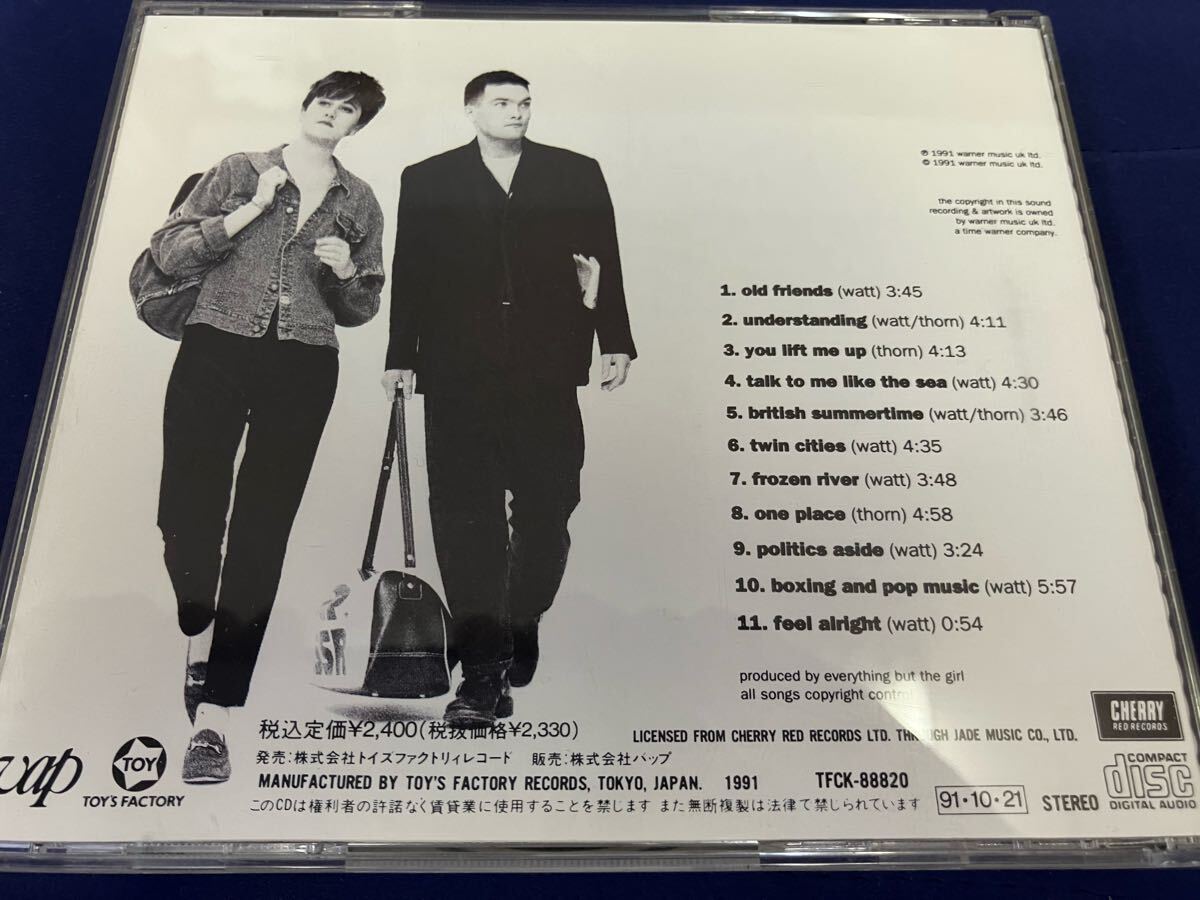 ℗ 1991 warner music uk ltd.
© 1991 warner music uk ltd.
the copyright in this sound
recording & artwork is owned
by warner music uk ltd.
a time warner company.
1. old friends (watt) 3:45
2. understanding (watt/thorn) 4:11
3. you lift me up (thorn) 4:13
4. talk to me like the sea (watt) 4:30
5. british summertime (watt/thorn) 3:46
6. twin cities (watt) 4:35
7. frozen river (watt) 3:48
8. one place (thorn) 4:58
9. politics aside (watt) 3:24
10. boxing and pop music (watt) 5:57
11. feel alright (watt) 0:54
produced by everything but the girl
all songs copyright control
税込定価¥2,400(税抜価格¥2,330)
LICENSED FROM CHERRY RED RECORDS LTD. THROUGH JADE MUSIC CO., LTD.
CHERRY
RED RECORDS
vap
TOY
TOY'S FACTORY
発売:株式会社トイズファクトリィレコード 販売:株式会社バップ
MANUFACTURED BY TOY'S FACTORY RECORDS, TOKYO, JAPAN. 1991 TFCK-88820
このCDは権利者の許諾なく賃貸業に使用することを禁じます また無断複製は法律で禁じられています
91・10・21
STEREO
COMPACT
disc
DIGITAL AUDIO